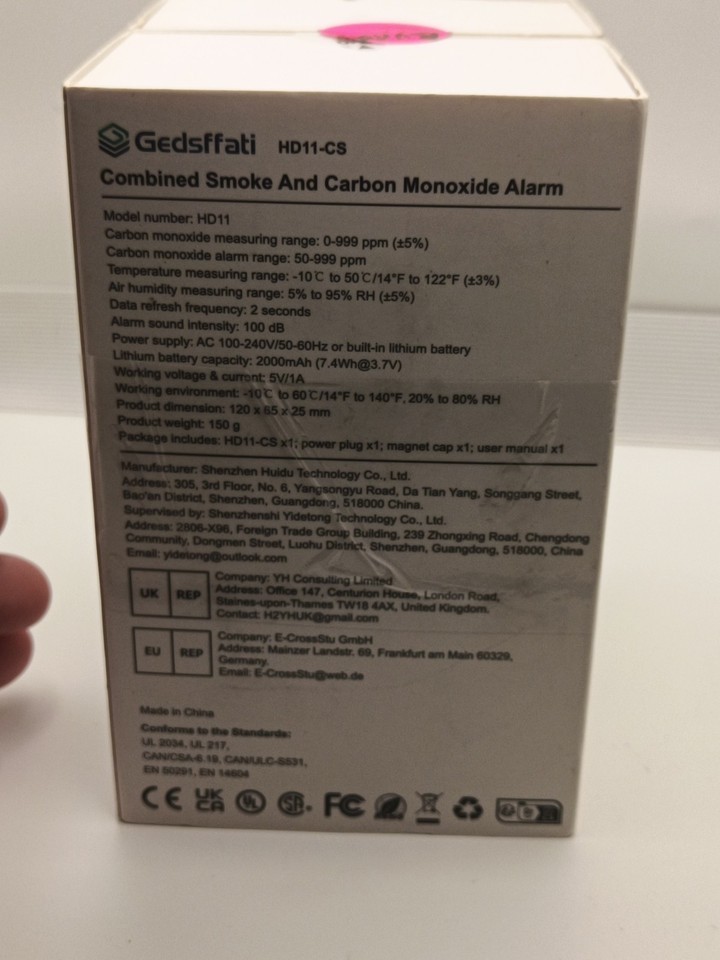 Gedsffati HD11-CS
Combined Smoke And Carbon Monoxide Alarm
Model number: HD11
Carbon monoxide measuring range: 0-999 ppm (±5%)
Carbon monoxide alarm range: 50-999 ppm
Temperature measuring range: -10℃ to 50℃/14°F to 122°F (±3%)
Air humidity measuring range: 5% to 95% RH (±5%)
Data refresh frequency: 2 seconds
Alarm sound intensity: 100 dB
Power supply: AC 100-240V/50-60Hz or built-in lithium battery
Lithium battery capacity: 2000mAh (7.4Wh@3.7V)
Working voltage & current: 5V/1A
Working environment: -10℃ to 60℃/14°F to 140°F, 20% to 80% RH
Product dimension: 120 x 65 x 25 mm
Product weight: 150 g
Package includes: HD11-CS x1; power plug x1; magnet cap x1; user manual x1
Manufacturer: Shenzhen Huidu Technology Co., Ltd.
Address: 305, 3rd Floor, No. 6, Yangsongyu Road, Da Tian Yang, Songgang Street,
Bao'an District, Shenzhen, Guangdong, 518000 China.
Supervised by: Shenzhenshi Yidetong Technology Co., Ltd.
Address: 2806-X96, Foreign Trade Group Building, 239 Zhongxing Road, Chengdong
Community, Dongmen Street, Luohu District, Shenzhen, Guangdong, 518000, China
Email: yidetong@outlook.com
UK REP
Company: YH Consulting Limited
Address: Office 147, Centurion House, London Road,
Staines-upon-Thames TW18 4AX, United Kingdom.
Contact: H2YHUK@gmail.com
EU REP
Company: E-CrossStu GmbH
Address: Mainzer Landstr. 69, Frankfurt am Main 60329,
Germany.
Email: E-CrossStu@web.de
Made in China
Conforms to the Standards:
UL 2034, UL 217,
CAN/CSA-6.19, CAN/ULC-S531,
EN 50291, EN 14604
CE UK CA UL SA FC